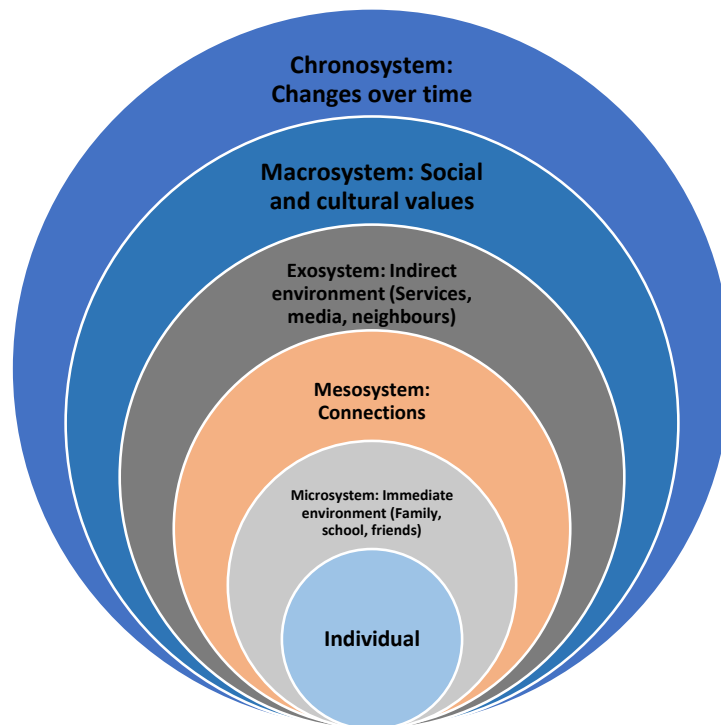 Chronosystem:
Changes over time
Macrosystem: Social
and cultural values
Exosystem: Indirect
environment (Services,
media, neighbours)
Mesosystem:
Connections
Microsystem: Immediate
environment (Family,
school, friends)
Individual